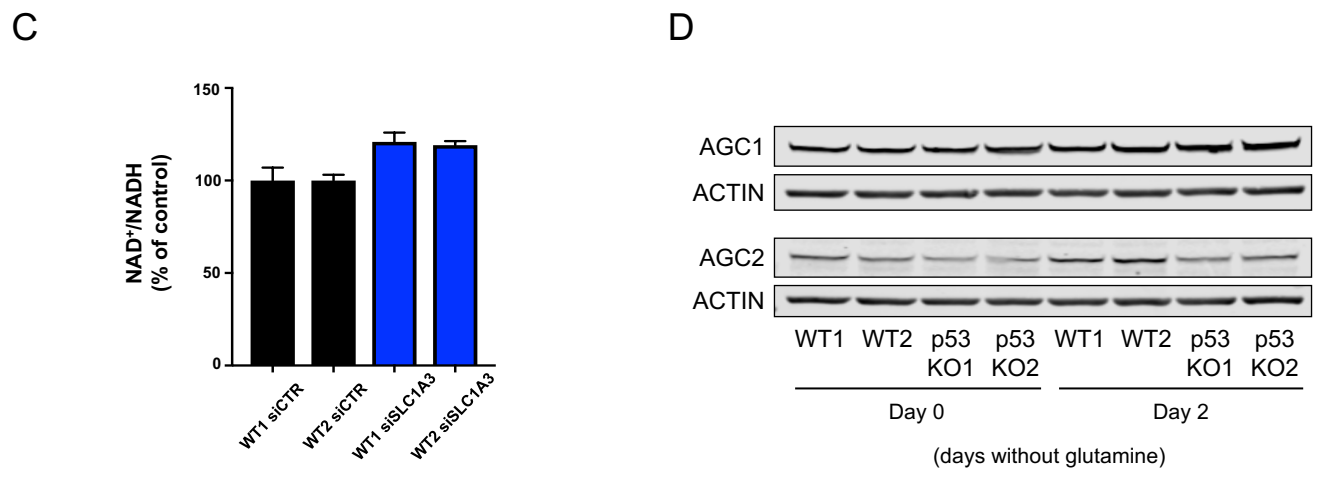 C
D
NAD⁺/NADH
(% of control)
150
100
50
0
WT1 siCTR
WT2 siCTR
WT1 siSLC1A3
WT2 siSLC1A3
AGC1
ACTIN
AGC2
ACTIN
WT1 WT2 p53 p53 WT1 WT2 p53 p53
KO1 KO2 KO1 KO2
Day 0 Day 2
(days without glutamine)